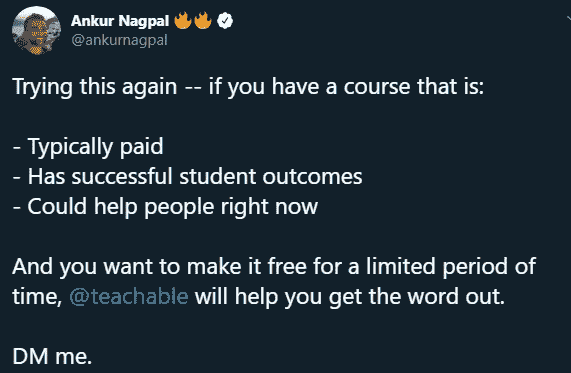 Ankur Nagpal 🔥🔥
@ankurnagpal
Trying this again -- if you have a course that is:
- Typically paid
- Has successful student outcomes
- Could help people right now
And you want to make it free for a limited period of
time, @teachable will help you get the word out.
DM me.